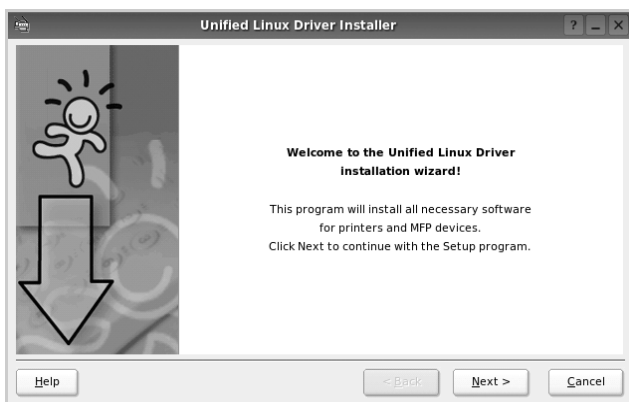 Unified Linux Driver Installer
Welcome to the Unified Linux Driver
installation wizard!
This program will install all necessary software
for printers and MFP devices.
Click Next to continue with the Setup program.
Help
< Back
Next >
Cancel